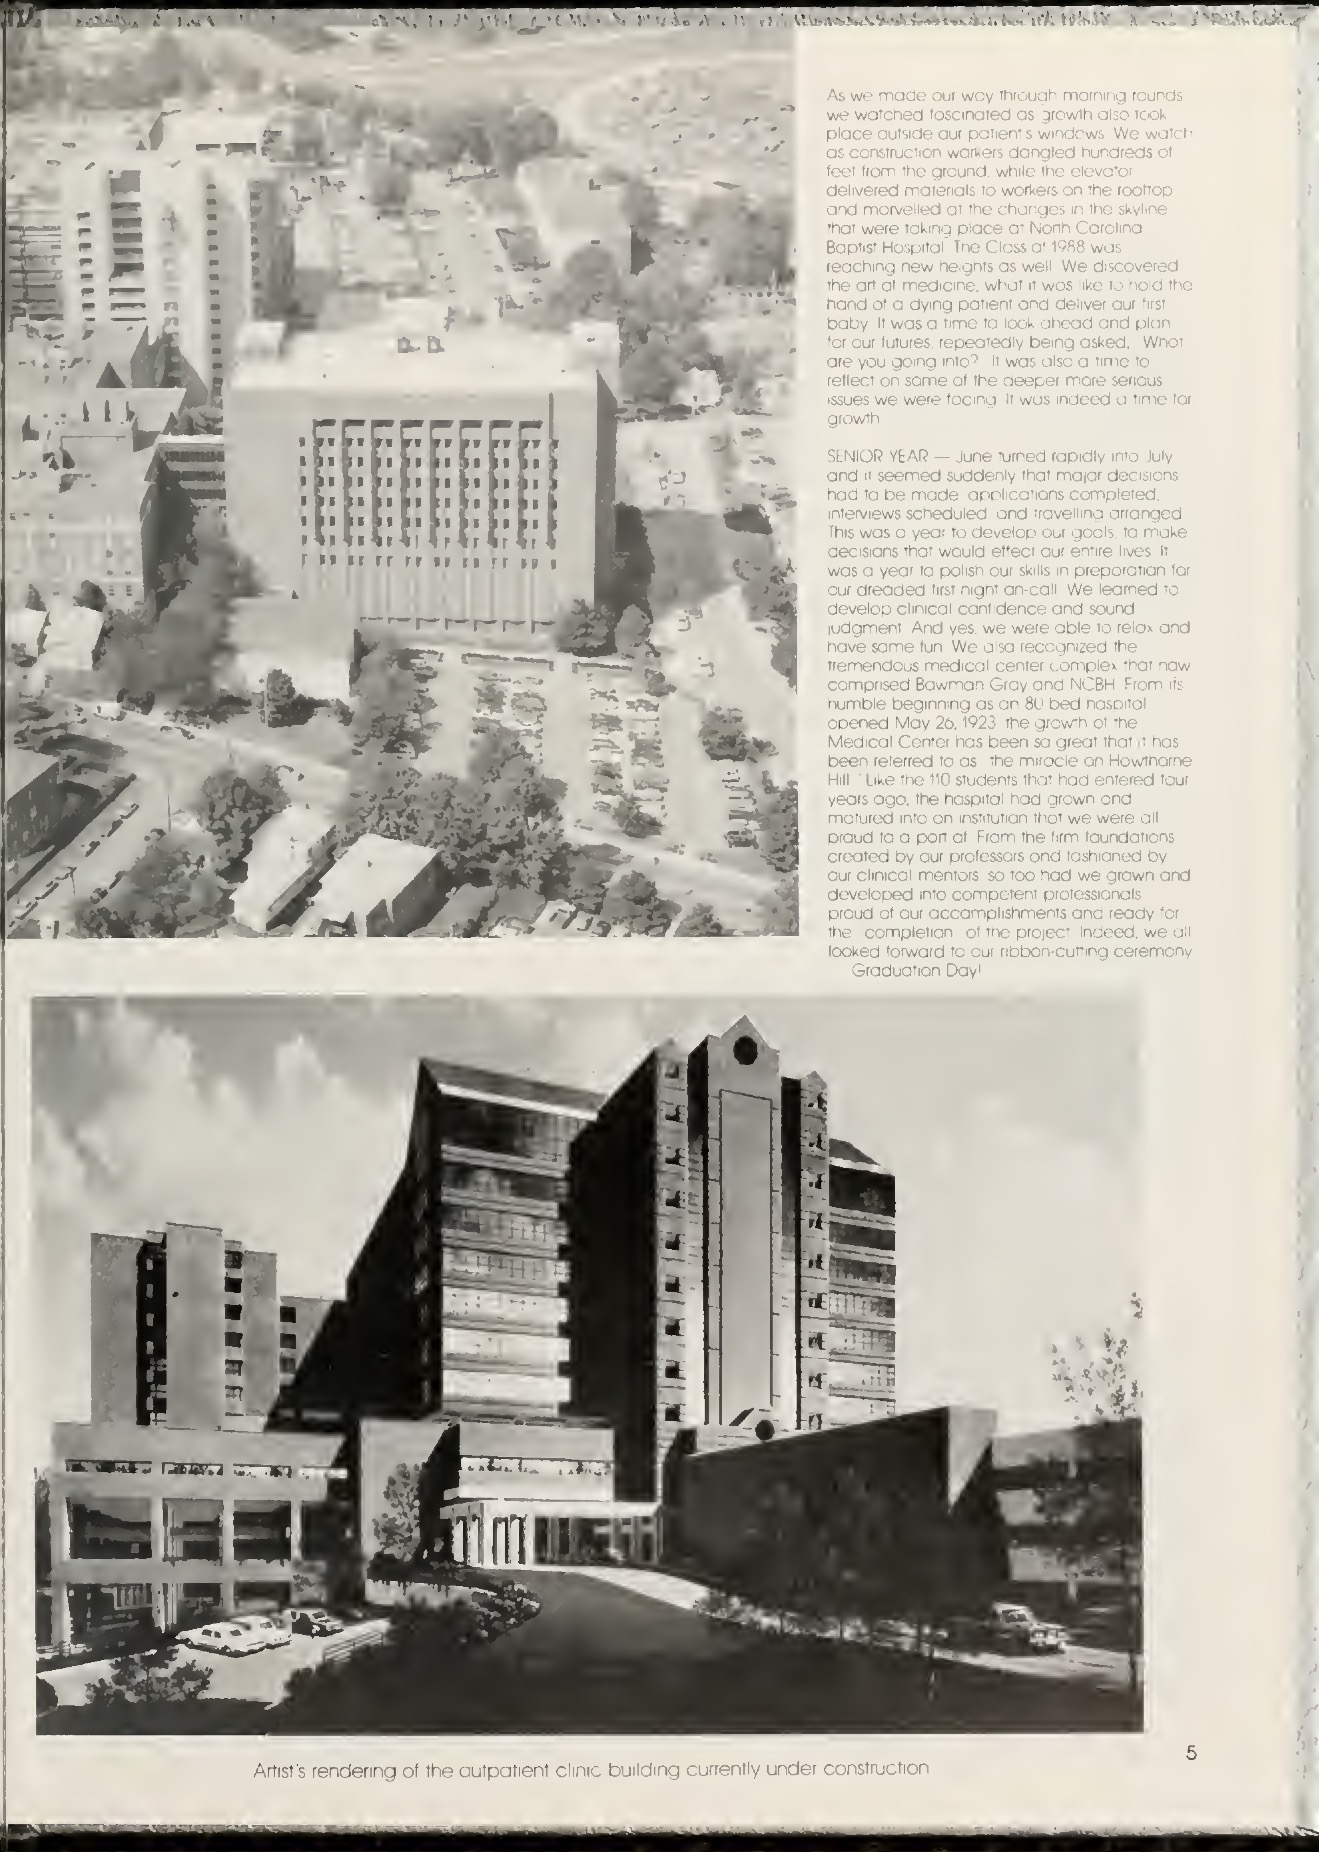 As we made our way through morning rounds
we watched fascinated as growth also took
place outside our patient's windows. We watch
as construction workers dangled hundreds of
feet from the ground, while the elevator
delivered materials to workers on the rooftop
and marvelled at the changes in the skyline
that were taking place at North Carolina
Baptist Hospital. The Class of 1988 was
reaching new heights as well. We discovered
the art of medicine, what it was like to hold the
hand of a dying patient and deliver our first
baby. It was a time to look ahead and plan
for our futures, repeatedly being asked, "What
are you going into?" It was also a time to
reflect on some of the deeper more serious
issues we were facing. It was indeed a time for
growth.
SENIOR YEAR — June turned rapidly into July
and it seemed suddenly that major decisions
had to be made, applications completed,
interviews scheduled, and travelling arranged.
This was a year to develop our goals, to make
decisions that would effect our entire lives. It
was a year to polish our skills in preparation for
our dreaded first night on-call. We learned to
develop clinical confidence and sound
judgment. And yes, we were able to relax and
have some fun. We also recognized the
tremendous medical center complex that now
comprised Bowman Gray and NCBH. From its
humble beginning as an 80 bed hospital
opened May 26, 1923, the growth of the
Medical Center has been so great that it has
been referred to as "the miracle on Hawthorne
Hill." Like the 110 students that had entered four
years ago, the hospital had grown and
matured into an institution that we were all
proud to a part of. From the firm foundations
created by our professors and fashioned by
our clinical mentors, so too had we grown and
developed into competent professionals
proud of our accomplishments and ready for
the "completion" of the project. Indeed, we all
looked forward to our ribbon-cutting ceremony
Graduation Day!
Artist's rendering of the outpatient clinic building currently under construction
5